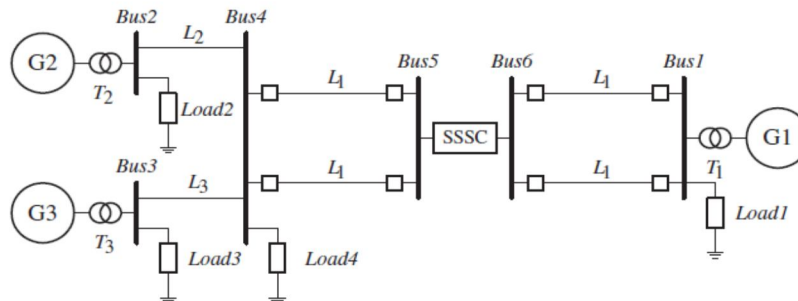 Bus2
Bus4
G2
T2
L2
Load2
L1
Bus5
Bus6
L1
Bus1
SSSC
G1
T1
Bus3
G3
T3
L3
L1
L1
Load1
Load3
Load4